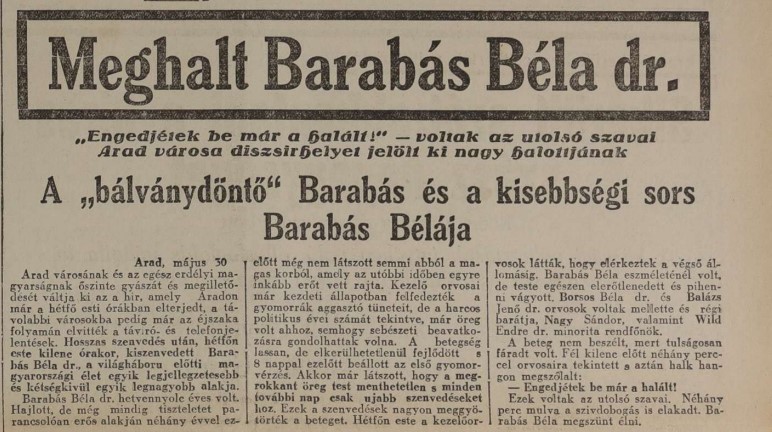 Meghalt Barabás Béla dr.
„Engedjétek be már a halált!“ — voltak az utolsó szavai
Arad városa diszsirhelyet jelölt ki nagy halottjának
A „bálványdöntő“ Barabás és a kisebbségi sors
Barabás Bélája
Arad, május 30
Arad városának és az egész erdélyi ma-
gyarságnak őszinte gyászát és megillető-
dését váltja ki az a hir, amely Aradon
már a hétfő esti órákban elterjedt, a tá-
volabbi városokba pedig már az éjszaka
folyamán elvitték a táviró- és telefonje-
lentések. Hosszas szenvedés után, hétfőn
este kilenc órakor, kiszenvedett Bara-
bás Béla dr., a világháboru előtti ma-
gyarországi élet egyik legjellegzetesebb
és kétségkivül egyik legnagyobb alakja.
Barabás Béla dr. hetvennyolc éves volt.
Hajlott, de még mindig tiszteletet pa-
rancsolóan erős alakján néhány évvel ez-
előtt még nem látszott semmi abból a ma-
gas korból, amely az utóbbi időben egyre
inkább erőt vett rajta. Kezelő orvosai
már kezdeti állapotban felfedezték a
gyomorrák aggasztó tüneteit, de a harcos
politikus évei számát tekintve, már öreg
volt ahhoz, semhogy sebészeti beavatko-
zásra gondolhattak volna. A betegség
lassan, de elkerülhetetlenül fejlődött s
8 nappal ezelőtt beállott az első gyomor-
vérzés. Akkor már látszott, hogy a meg-
rokkant öreg test menthetetlen s minden
további nap csak ujabb szenvedéseket
hoz. Ezek a szenvedések nagyon meggyö-
törték a beteget. Hétfőn este a kezelőor-
vosok látták, hogy elérkeztek a végső ál-
lomásig. Barabás Béla eszméleténél volt,
de teste egészen elerőtlenedett és pihen-
ni vágyott. Borsos Béla dr. és Balázs
Jenő dr. orvosok voltak mellette és régi
barátja, Nagy Sándor, valamint Wild
Endre dr. minorita rendfőnök.
A beteg nem beszélt, mert tulságosan
fáradt volt. Fél kilenc előtt néhány perc-
cel orvosaira tekintett s aztán halk han-
gon megszólalt:
— Engedjétek be már a halált!
Ezek voltak az utolsó szavai. Néhány
perc mulva a szivdobogás is elakadt. Ba-
rabás Béla megszünt élni.